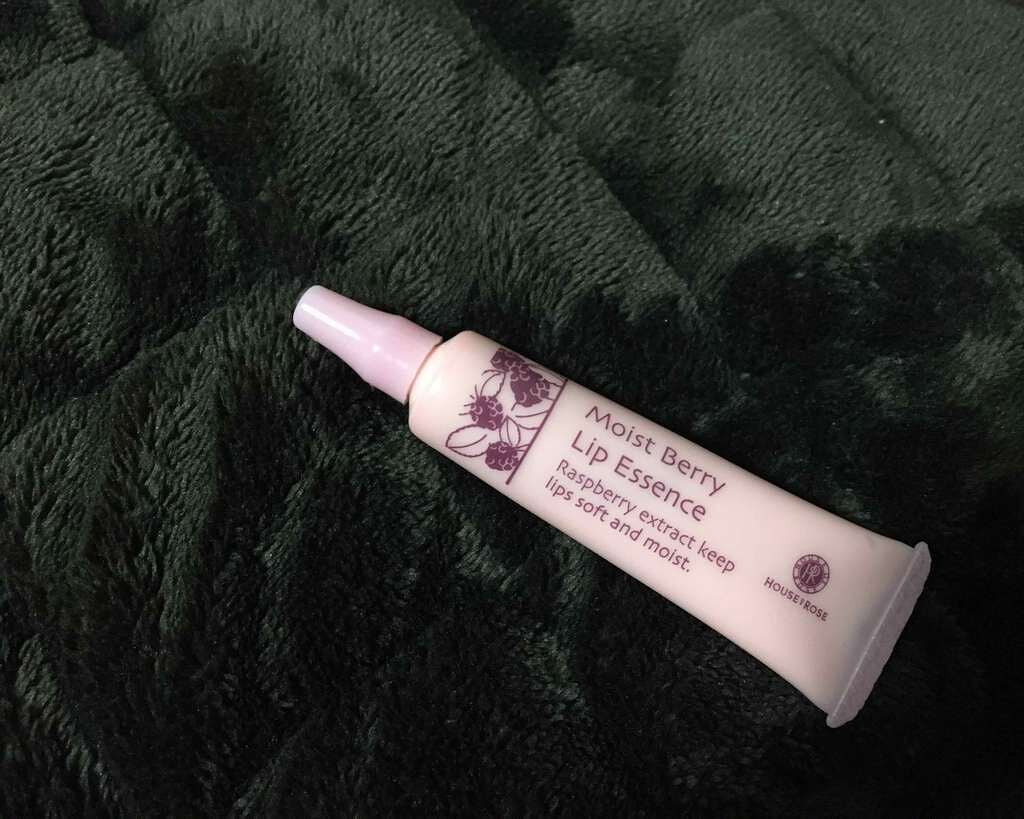 Moist Berry
Lip Essence
Raspberry extract keep
lips soft and moist.
HOUSE OF ROSE